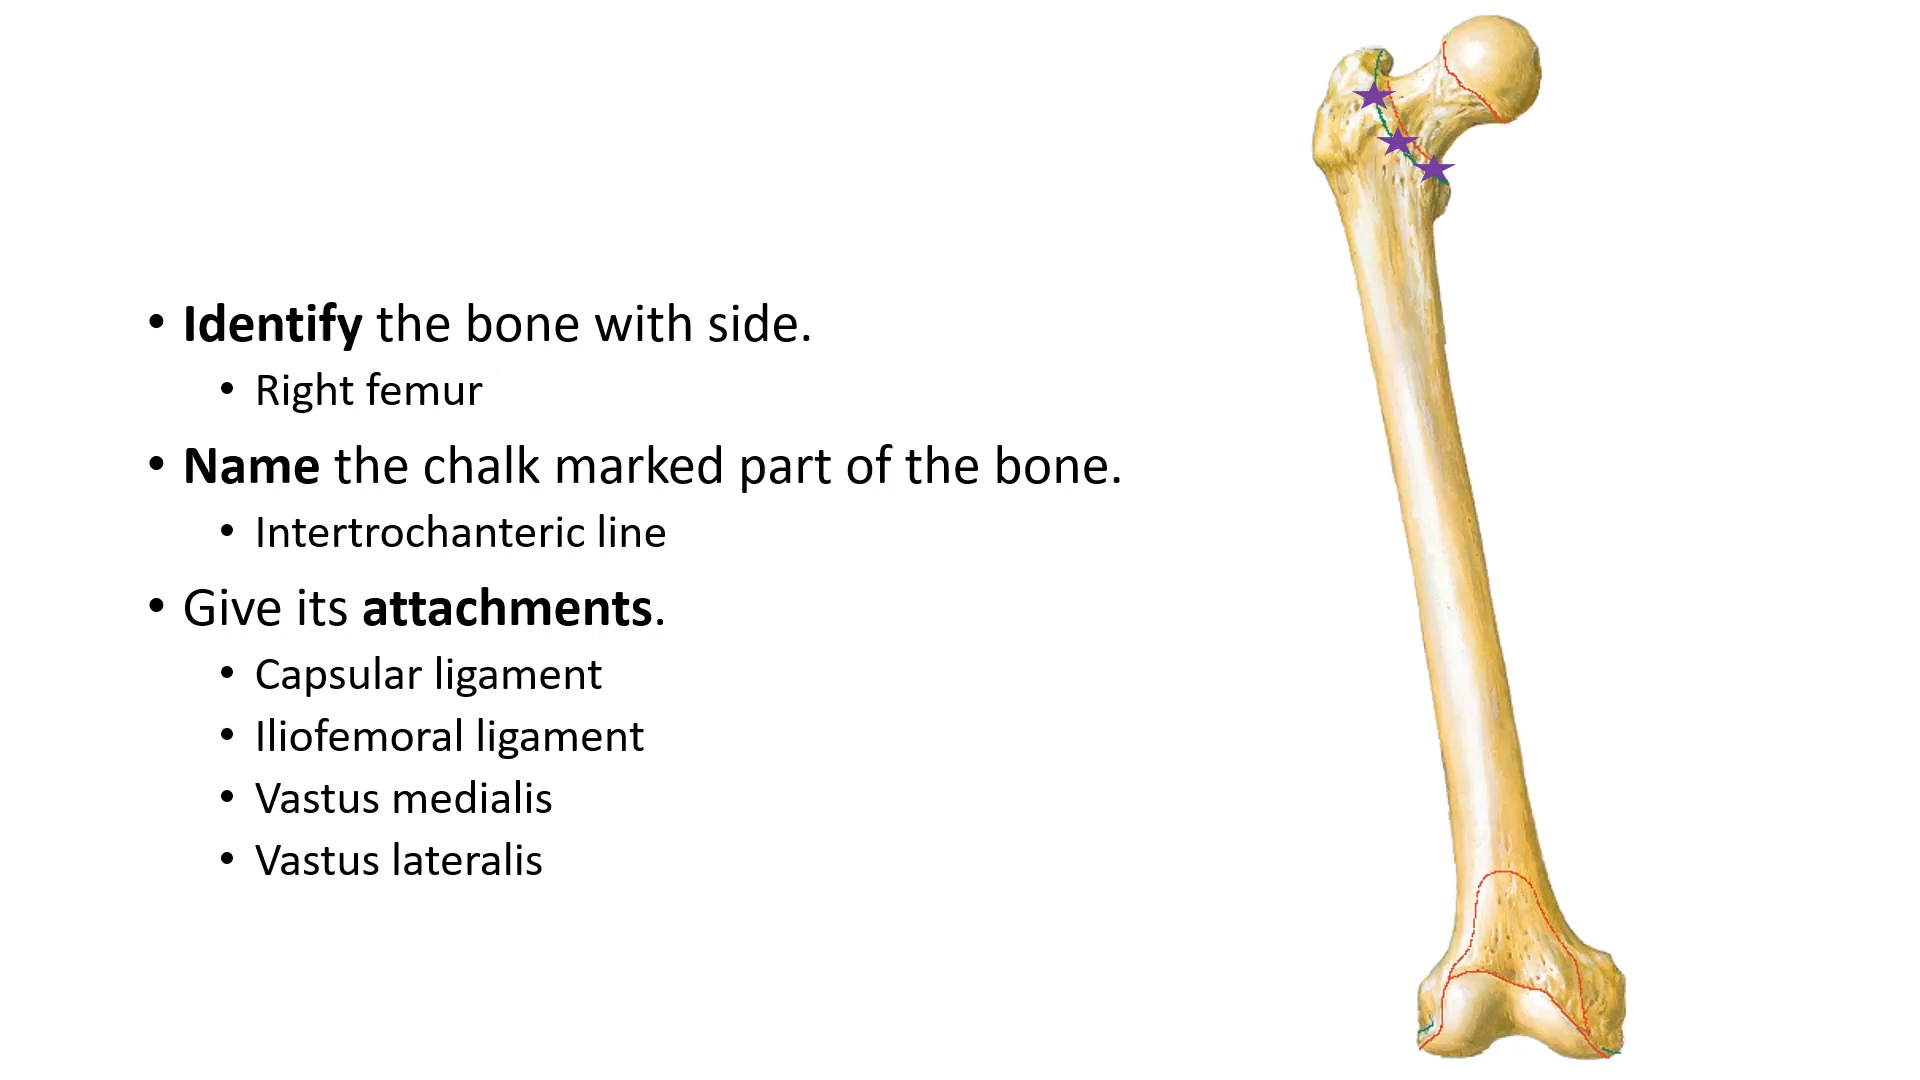 • Identify the bone with side.
• Right femur
• Name the chalk marked part of the bone.
• Intertrochanteric line
• Give its attachments.
• Capsular ligament
• Iliofemoral ligament
• Vastus medialis
• Vastus lateralis